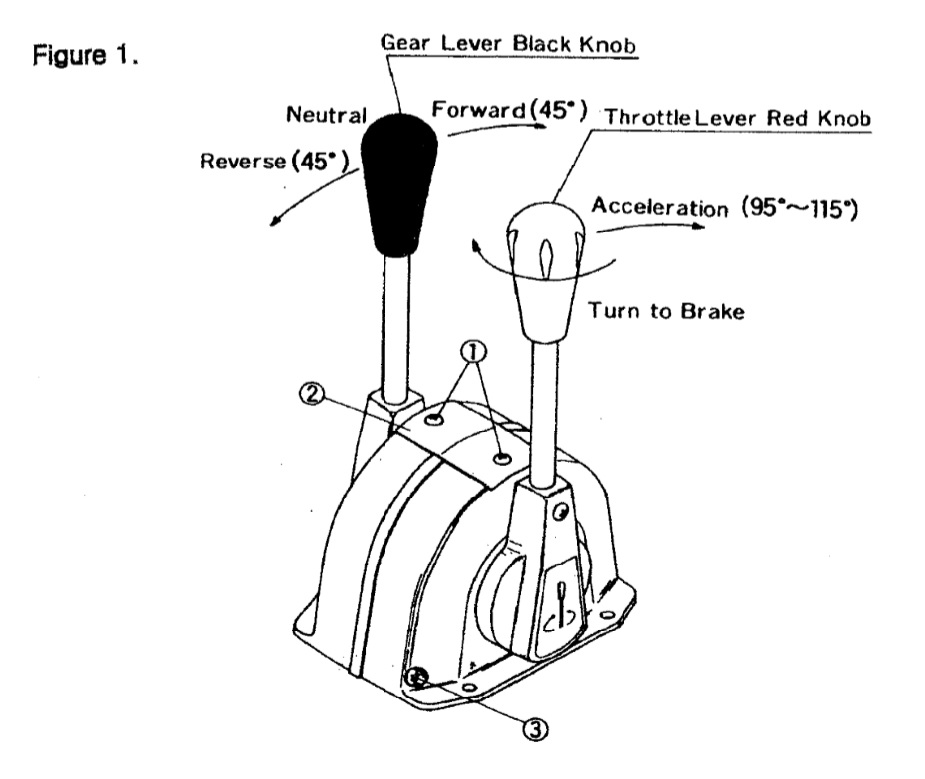 Figure 1.
Gear Lever Black Knob
Neutral
Forward (45°)
Throttle Lever Red Knob
Reverse (45°)
Acceleration (95°~115°)
Turn to Brake
①
②
③